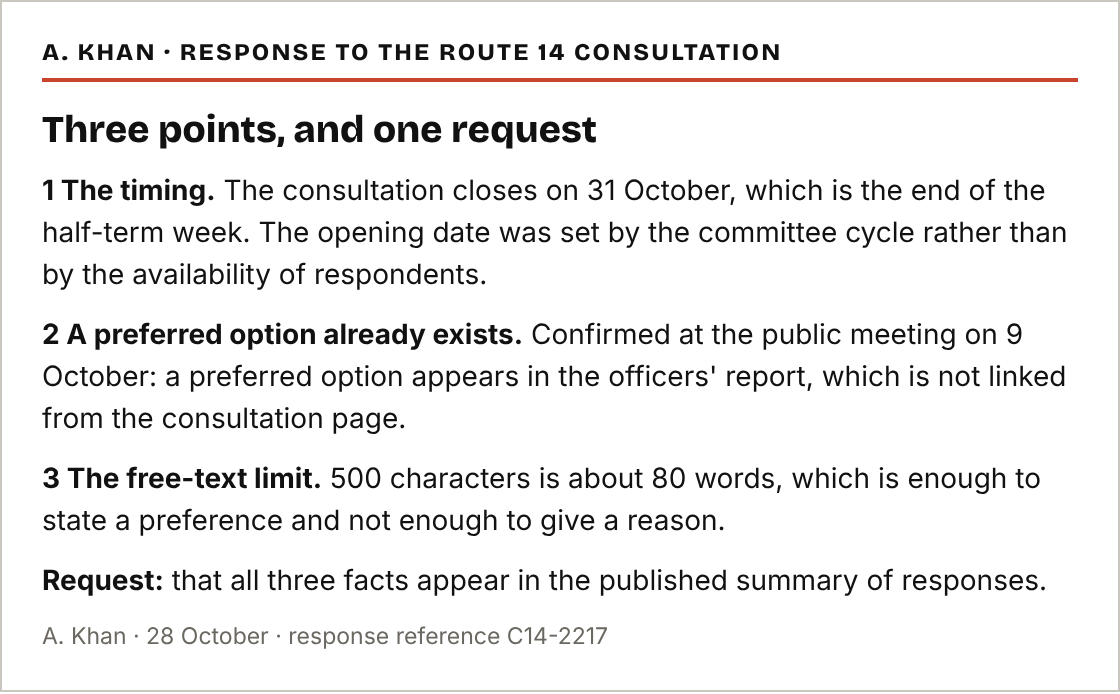 A. KHAN · RESPONSE TO THE ROUTE 14 CONSULTATION
Three points, and one request
1 The timing. The consultation closes on 31 October, which is the end of the
half-term week. The opening date was set by the committee cycle rather than
by the availability of respondents.
2 A preferred option already exists. Confirmed at the public meeting on 9
October: a preferred option appears in the officers' report, which is not linked
from the consultation page.
3 The free-text limit. 500 characters is about 80 words, which is enough to
state a preference and not enough to give a reason.
Request: that all three facts appear in the published summary of responses.
A. Khan · 28 October · response reference C14-2217